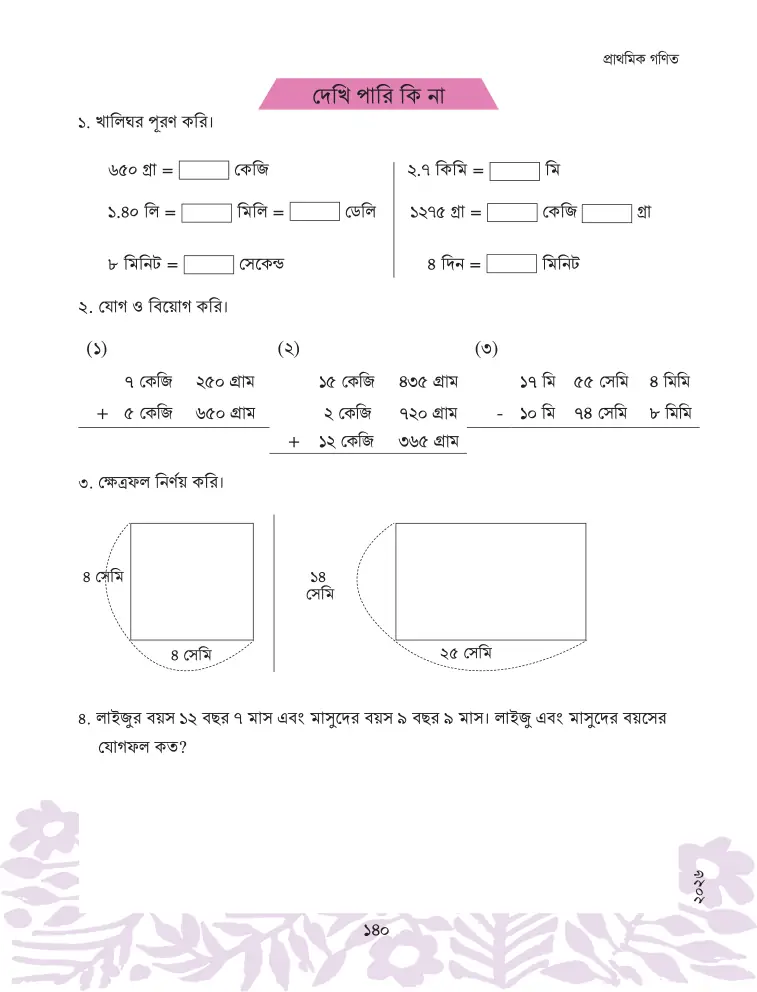 প্রাথমিক গণিত
দেখি পারি কি না
১. খালিঘর পূরণ করি।
৬৫০ গ্রা = কেজি
২.৭ কিমি = মি
১.৪০ লি = মিলি = ডেলি
১২৭৫ গ্রা = কেজি গ্রা
৮ মিনিট = সেকেন্ড
৪ দিন = মিনিট
২. যোগ ও বিয়োগ করি।
(১) (২) (৩)
৭ কেজি ২৫০ গ্রাম ১৫ কেজি ৪৩৫ গ্রাম ১৭ মি ৫৫ সেমি ৪ মিমি
+ ৫ কেজি ৬৫০ গ্রাম ২ কেজি ৭২০ গ্রাম - ১০ মি ৭৪ সেমি ৮ মিমি
+ ১২ কেজি ৩৬৫ গ্রাম
৩. ক্ষেত্রফল নির্ণয় করি।
৪ সেমি
৪ সেমি
১৪
সেমি
২৫ সেমি
৪. লাইজুর বয়স ১২ বছর ৭ মাস এবং মাসুদের বয়স ৯ বছর ৯ মাস। লাইজু এবং মাসুদের বয়সের
যোগফল কত?
২০২৬
১৪০